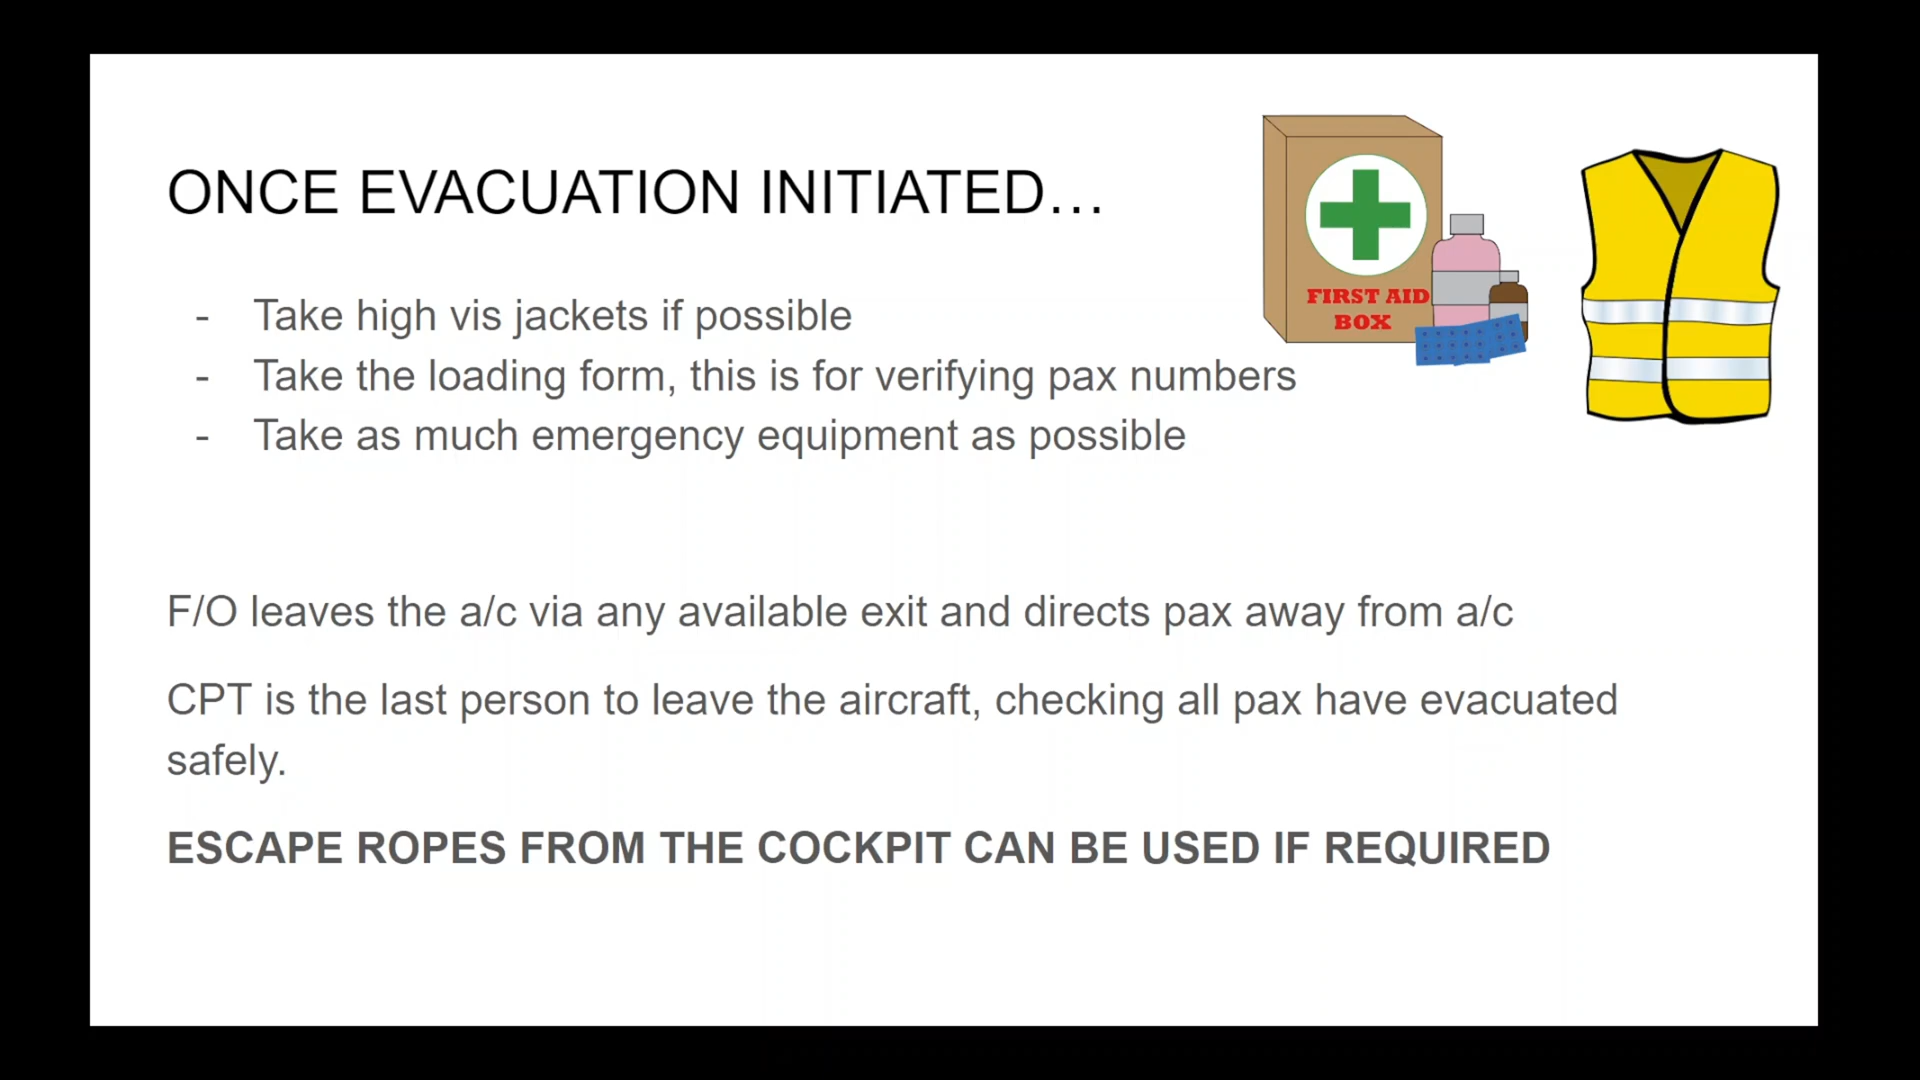 ONCE EVACUATION INITIATED…
FIRST AID
BOX
- Take high vis jackets if possible
- Take the loading form, this is for verifying pax numbers
- Take as much emergency equipment as possible
F/O leaves the a/c via any available exit and directs pax away from a/c
CPT is the last person to leave the aircraft, checking all pax have evacuated
safely.
ESCAPE ROPES FROM THE COCKPIT CAN BE USED IF REQUIRED